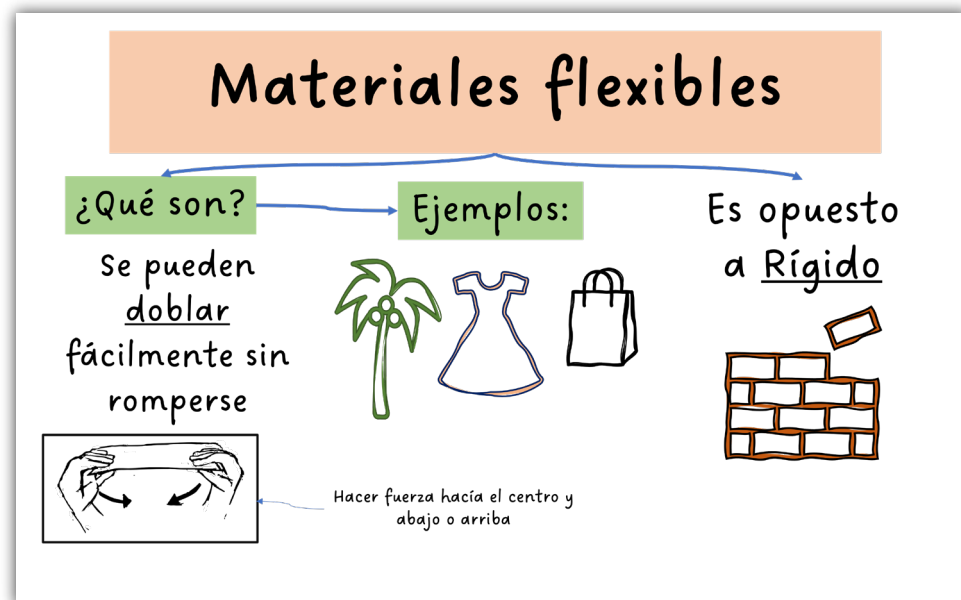 Materiales flexibles
¿Qué son?
Se pueden
doblar
fácilmente sin
romperse
Ejemplos:
Es opuesto
a Rígido
Hacer fuerza hacía el centro y
abajo o arriba